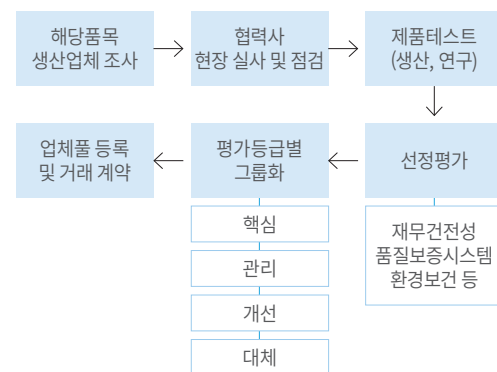 해당품목
생산업체 조사
협력사
현장 실사 및 점검
제품테스트
(생산, 연구)
업체풀 등록
및 거래 계약
평가등급별
그룹화
선정평가
핵심
관리
개선
대체
재무건전성
품질보증시스템
환경보건 등